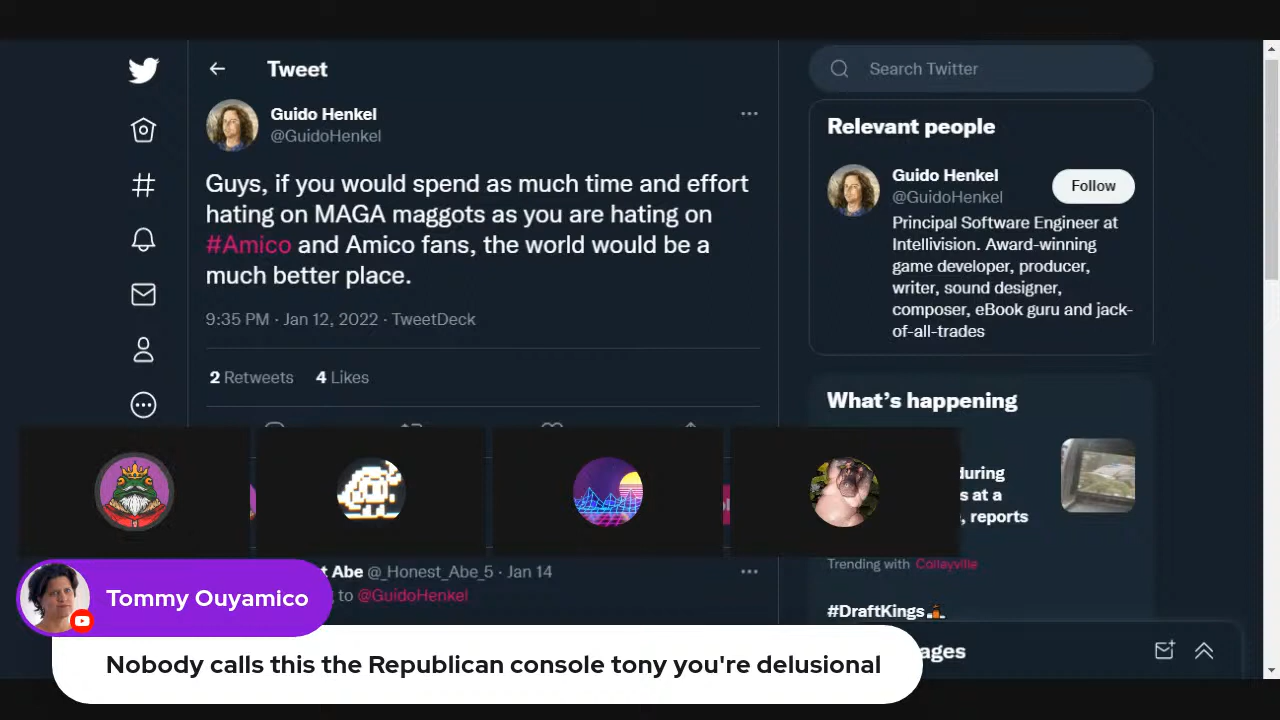 Tweet
Search Twitter
Guido Henkel
@GuidoHenkel
Guys, if you would spend as much time and effort
hating on MAGA maggots as you are hating on
#Amico and Amico fans, the world would be a
much better place.
9:35 PM · Jan 12, 2022 · TweetDeck
2 Retweets 4 Likes
Relevant people
Guido Henkel
@GuidoHenkel
Follow
Principal Software Engineer at
Intellivision. Award-winning
game developer, producer,
writer, sound designer,
composer, eBook guru and jack-
of-all-trades
What's happening
during
s at a
, reports
Trending with Colleyville
#DraftKings
Abe @_Honest_Abe_5 · Jan 14
to @GuidoHenkel
Tommy Ouyamico
Nobody calls this the Republican console tony you're delusional
ages